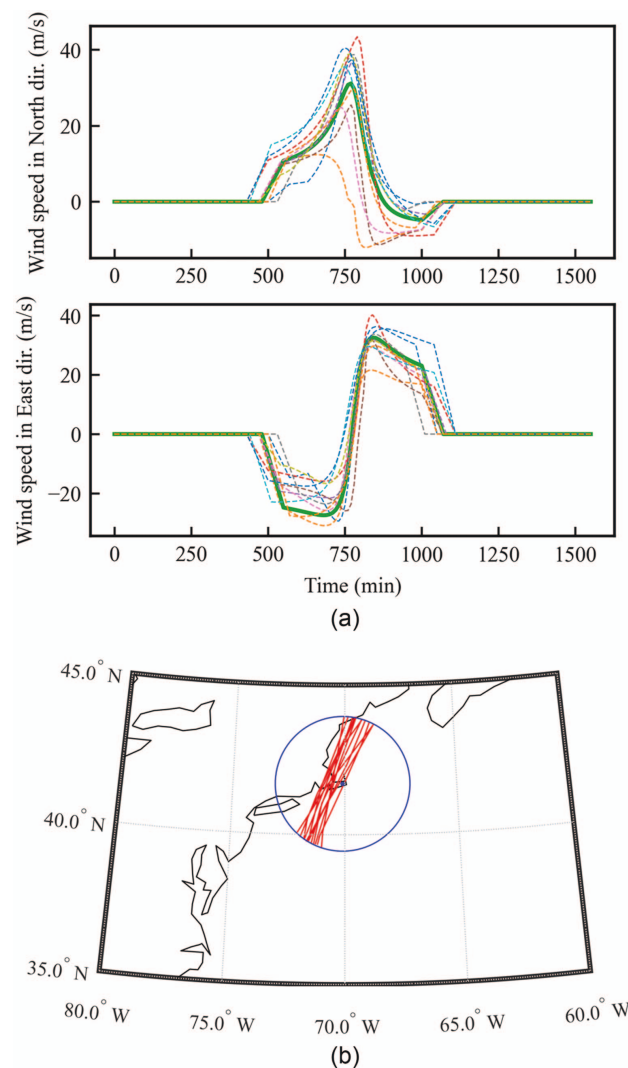 Wind speed in North dir. (m/s)
40
20
0
0 250 500 750 1000 1250 1500
Wind speed in East dir. (m/s)
40
20
0
−20
0 250 500 750 1000 1250 1500
Time (min)
(a)
45.0° N
40.0° N
35.0° N
80.0° W 75.0° W 70.0° W 65.0° W 60.0° W
(b)